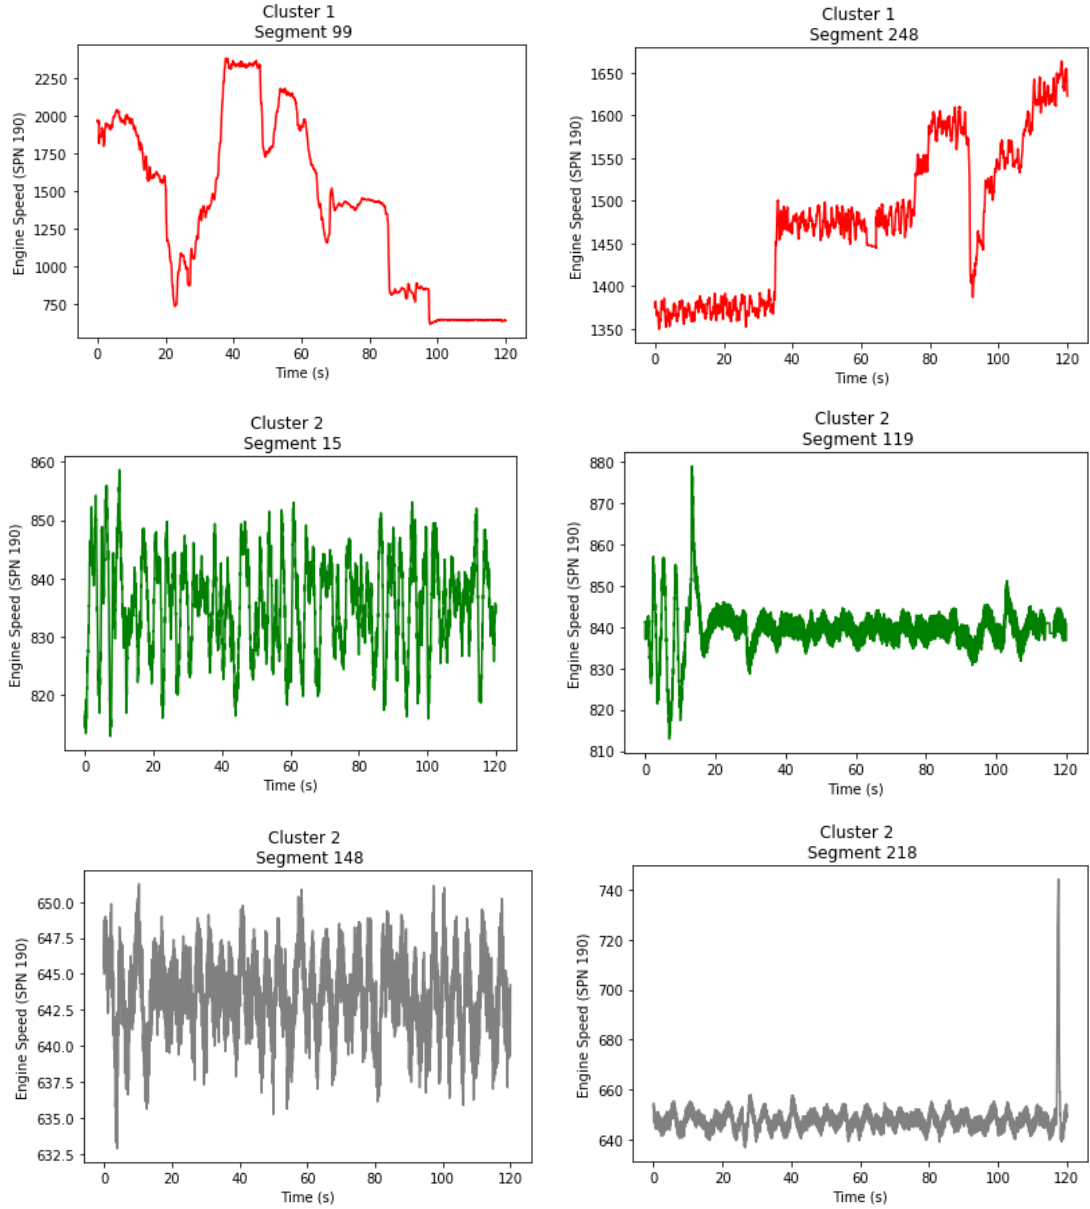 Cluster 1
Segment 99
Engine Speed (SPN 190)
2250
2000
1750
1500
1250
1000
750
0 20 40 60 80 100 120
Time (s)
Cluster 1
Segment 248
Engine Speed (SPN 190)
1650
1600
1550
1500
1450
1400
1350
0 20 40 60 80 100 120
Time (s)
Cluster 2
Segment 15
Engine Speed (SPN 190)
860
850
840
830
820
0 20 40 60 80 100 120
Time (s)
Cluster 2
Segment 119
Engine Speed (SPN 190)
880
870
860
850
840
830
820
810
0 20 40 60 80 100 120
Time (s)
Cluster 2
Segment 148
Engine Speed (SPN 190)
650.0
647.5
645.0
642.5
640.0
637.5
635.0
632.5
0 20 40 60 80 100 120
Time (s)
Cluster 2
Segment 218
Engine Speed (SPN 190)
740
720
700
680
660
640
0 20 40 60 80 100 120
Time (s)